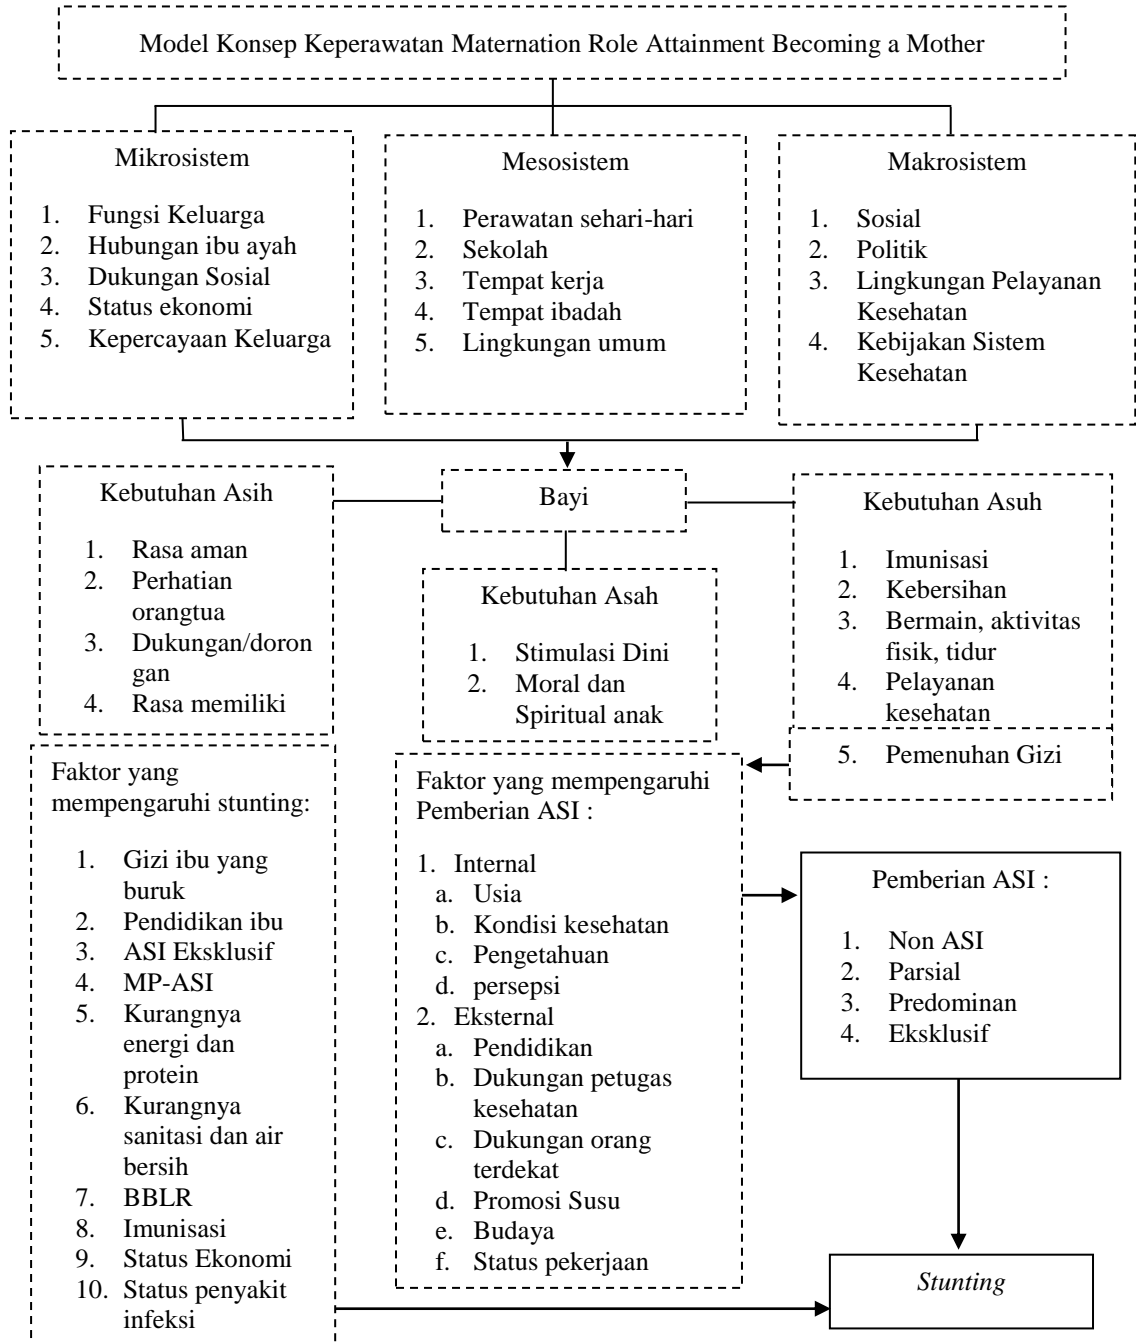 Model Konsep Keperawatan Maternation Role Attainment Becoming a Mother
Mikrosistem
1. Fungsi Keluarga
2. Hubungan ibu ayah
3. Dukungan Sosial
4. Status ekonomi
5. Kepercayaan Keluarga
Mesosistem
1. Perawatan sehari-hari
2. Sekolah
3. Tempat kerja
4. Tempat ibadah
5. Lingkungan umum
Makrosistem
1. Sosial
2. Politik
3. Lingkungan Pelayanan
Kesehatan
4. Kebijakan Sistem
Kesehatan
Kebutuhan Asih
1. Rasa aman
2. Perhatian
orangtua
3. Dukungan/doron
gan
4. Rasa memiliki
Bayi
Kebutuhan Asah
1. Stimulasi Dini
2. Moral dan
Spiritual anak
Kebutuhan Asuh
1. Imunisasi
2. Kebersihan
3. Bermain, aktivitas
fisik, tidur
4. Pelayanan
kesehatan
5. Pemenuhan Gizi
Faktor yang
mempengaruhi stunting:
1. Gizi ibu yang
buruk
2. Pendidikan ibu
3. ASI Eksklusif
4. MP-ASI
5. Kurangnya
energi dan
protein
6. Kurangnya
sanitasi dan air
bersih
7. BBLR
8. Imunisasi
9. Status Ekonomi
10. Status penyakit
infeksi
Faktor yang mempengaruhi
Pemberian ASI :
1. Internal
a. Usia
b. Kondisi kesehatan
c. Pengetahuan
d. persepsi
2. Eksternal
a. Pendidikan
b. Dukungan petugas
kesehatan
c. Dukungan orang
terdekat
d. Promosi Susu
e. Budaya
f. Status pekerjaan
Pemberian ASI :
1. Non ASI
2. Parsial
3. Predominan
4. Eksklusif
Stunting